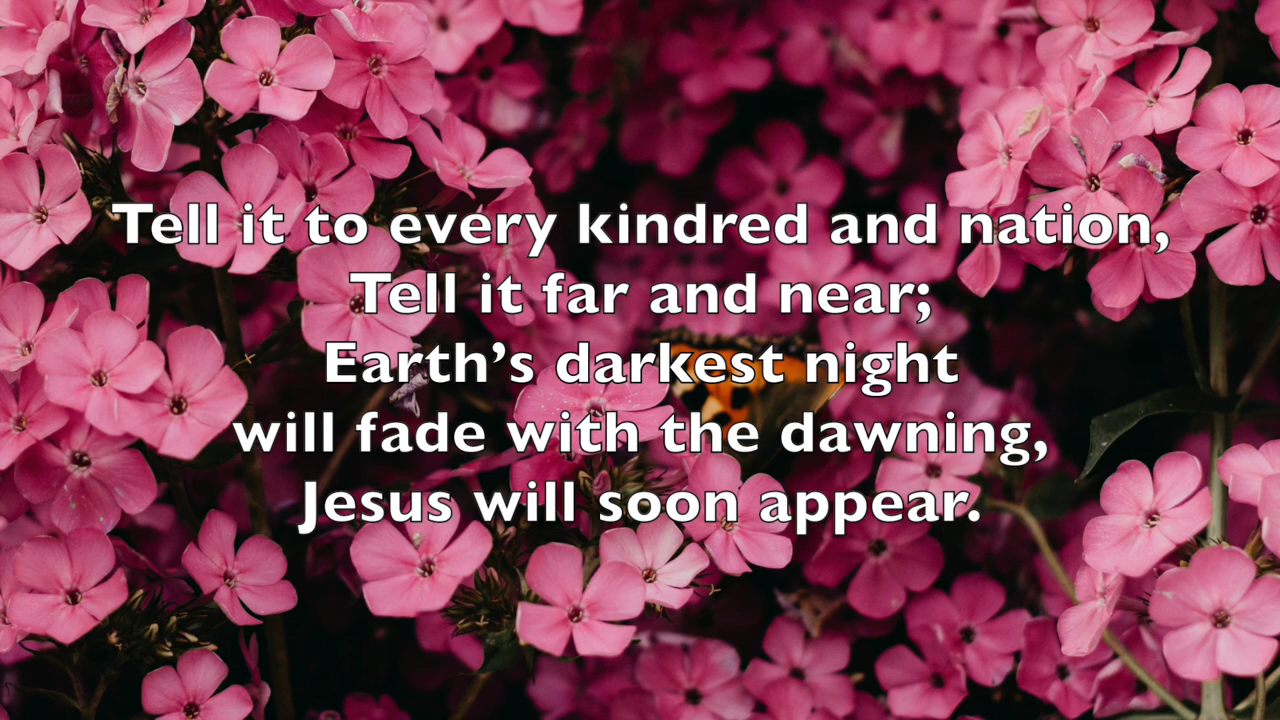 Tell it to every kindred and nation,
Tell it far and near;
Earth’s darkest night
will fade with the dawning,
Jesus will soon appear.